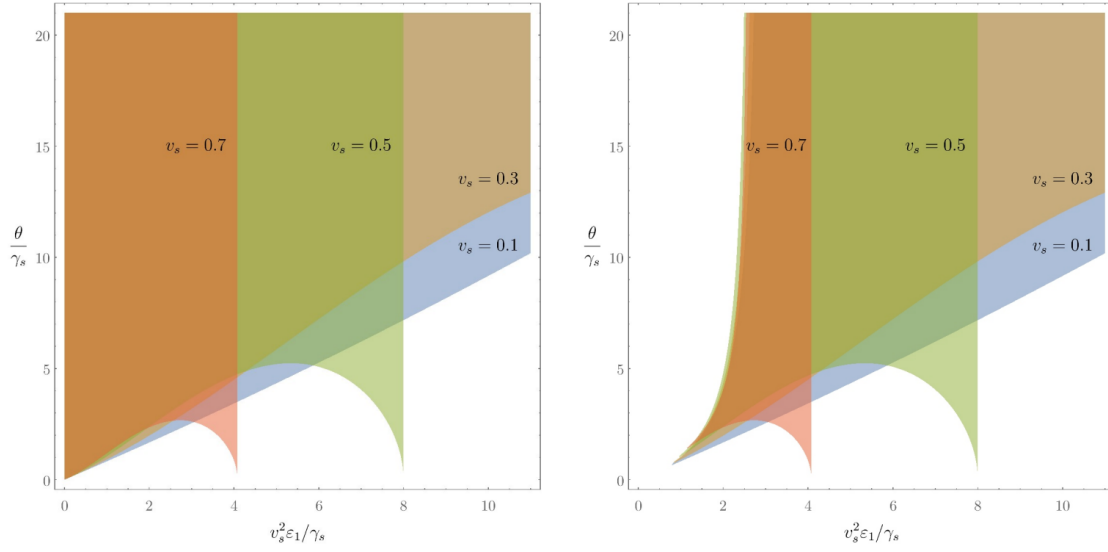 20
15
10
5
0
θ/γ_s
v_s = 0.7
v_s = 0.5
v_s = 0.3
v_s = 0.1
0 2 4 6 8 10
v_s^2 ε_1/γ_s
20
15
10
5
0
θ/γ_s
v_s = 0.7
v_s = 0.5
v_s = 0.3
v_s = 0.1
0 2 4 6 8 10
v_s^2 ε_1/γ_s